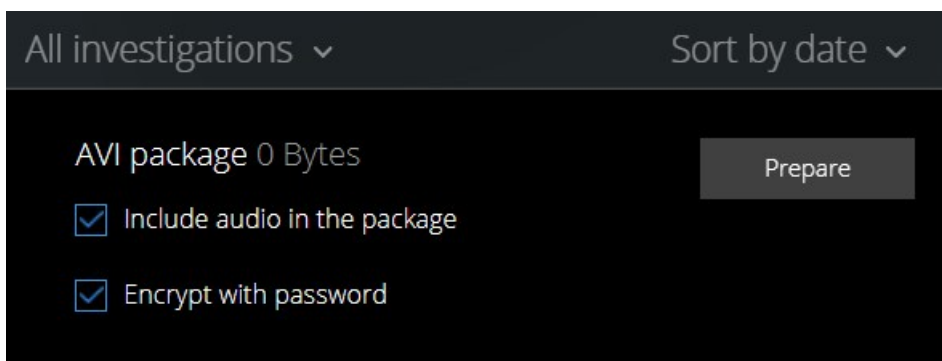 All investigations Sort by date
AVI package 0 Bytes Prepare
Include audio in the package
Encrypt with password